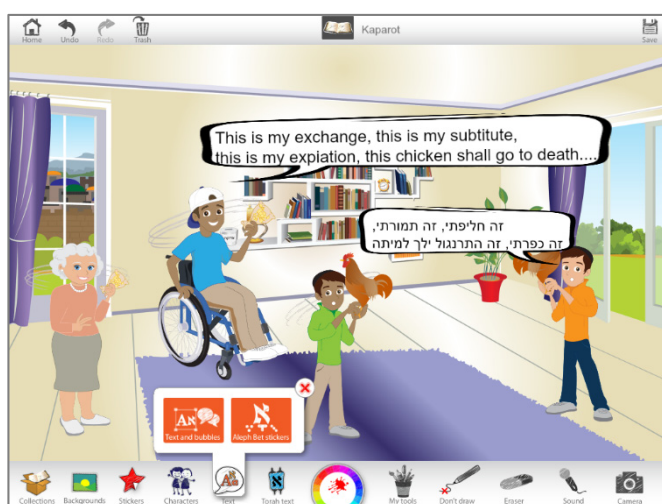 Home
Undo
Redo
Trash
Kaparot
Save
This is my exchange, this is my subtitute,
this is my expiation, this chicken shall go to death....
זה חליפתי, זה תמורתי,
זה כפרתי, זה התרנגול ילך למיתה
Text and bubbles
Aleph Bet stickers
Collections
Backgrounds
Stickers
Characters
Text
Torah text
My tools
Don't draw
Eraser
Sound
Camera